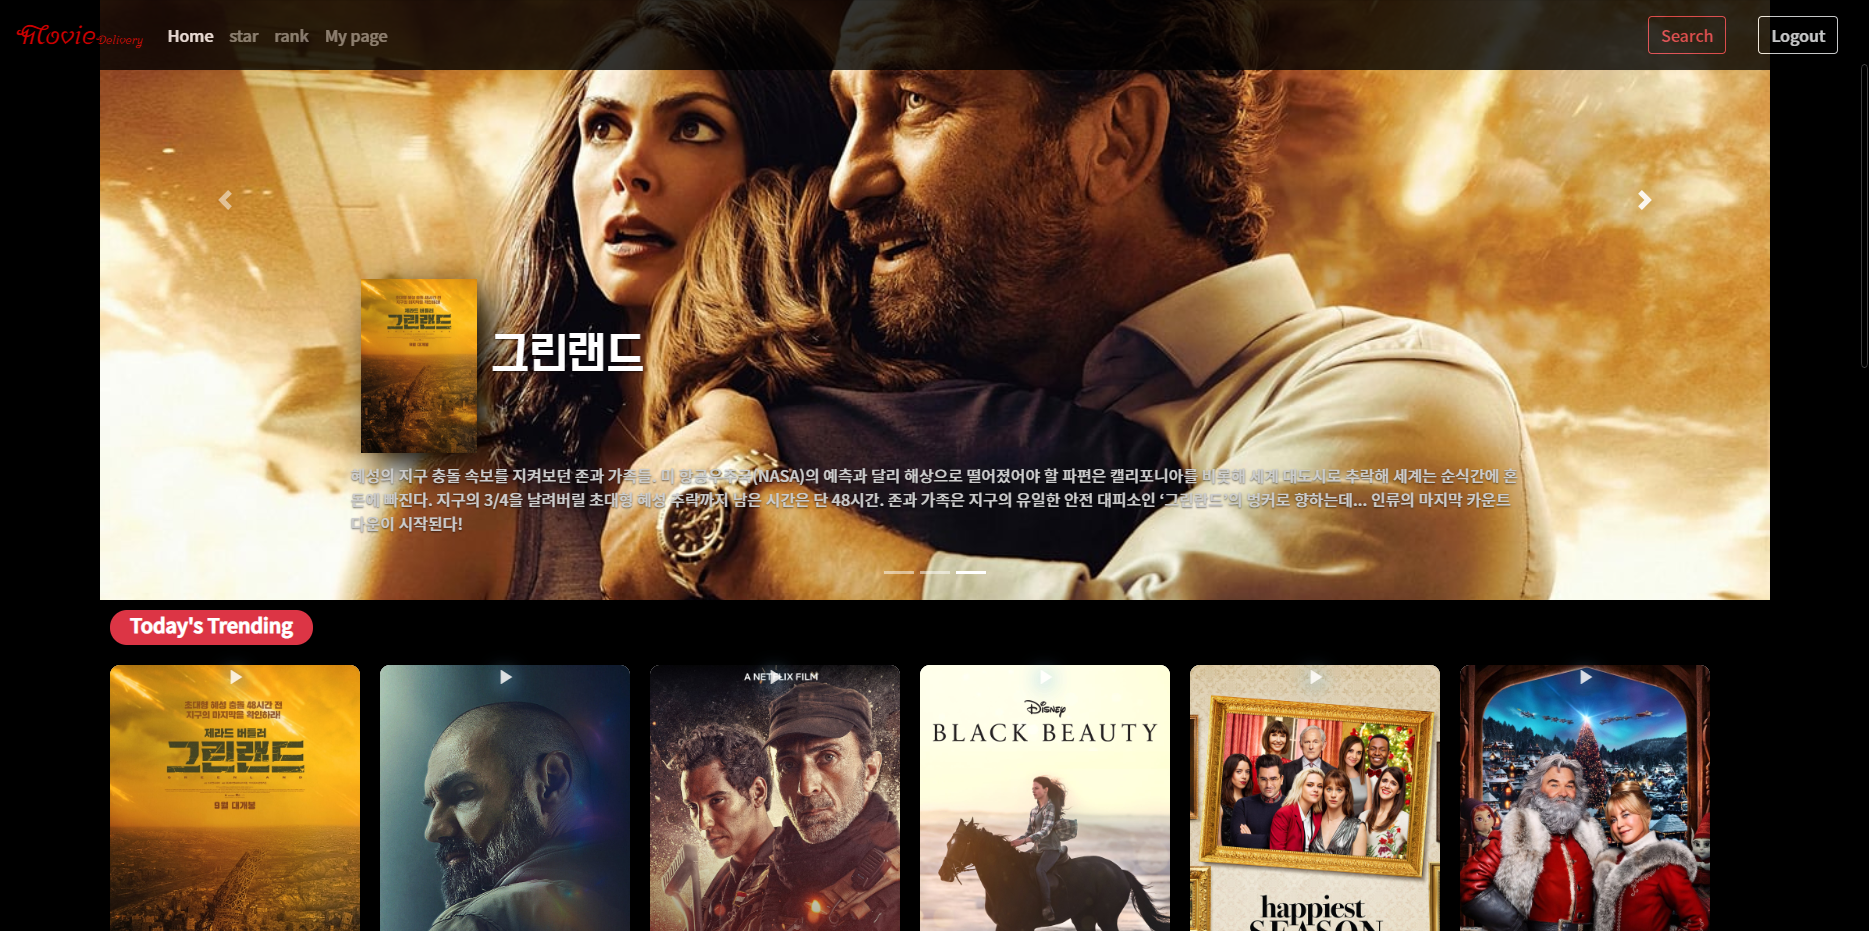 Movie Delivery
Home
star
rank
My page
Search
Logout
그린랜드
혜성의 지구 충돌 속보를 지켜보던 존과 가족들. 미 항공우주국(NASA)의 예측과 달리 해상으로 떨어졌어야 할 파편은 캘리포니아를 비롯해 세계 대도시로 추락해 세계는 순식간에 혼
돈에 빠진다. 지구의 3/4을 날려버릴 초대형 혜성 추락까지 남은 시간은 단 48시간. 존과 가족은 지구의 유일한 안전 대피소인 ‘그린란드’의 벙커로 향하는데... 인류의 마지막 카운트
다운이 시작된다!
제라드 버틀러
그린랜드
Today's Trending
초대형 혜성 충돌 48시간 전
지구의 마지막을 확인하라!
제라드 버틀러
그린랜드
9월 대개봉
A NETFLIX FILM
Disney
BLACK BEAUTY
happiest
SEASON